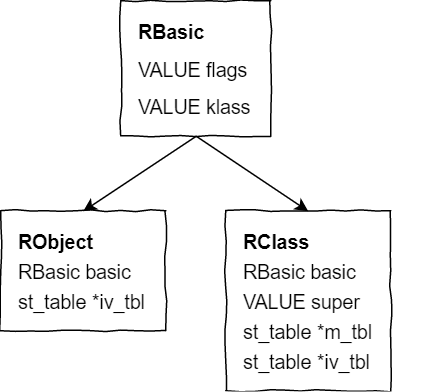 RBasic
VALUE flags
VALUE klass
RObject
RBasic basic
st_table *iv_tbl
RClass
RBasic basic
VALUE super
st_table *m_tbl
st_table *iv_tbl